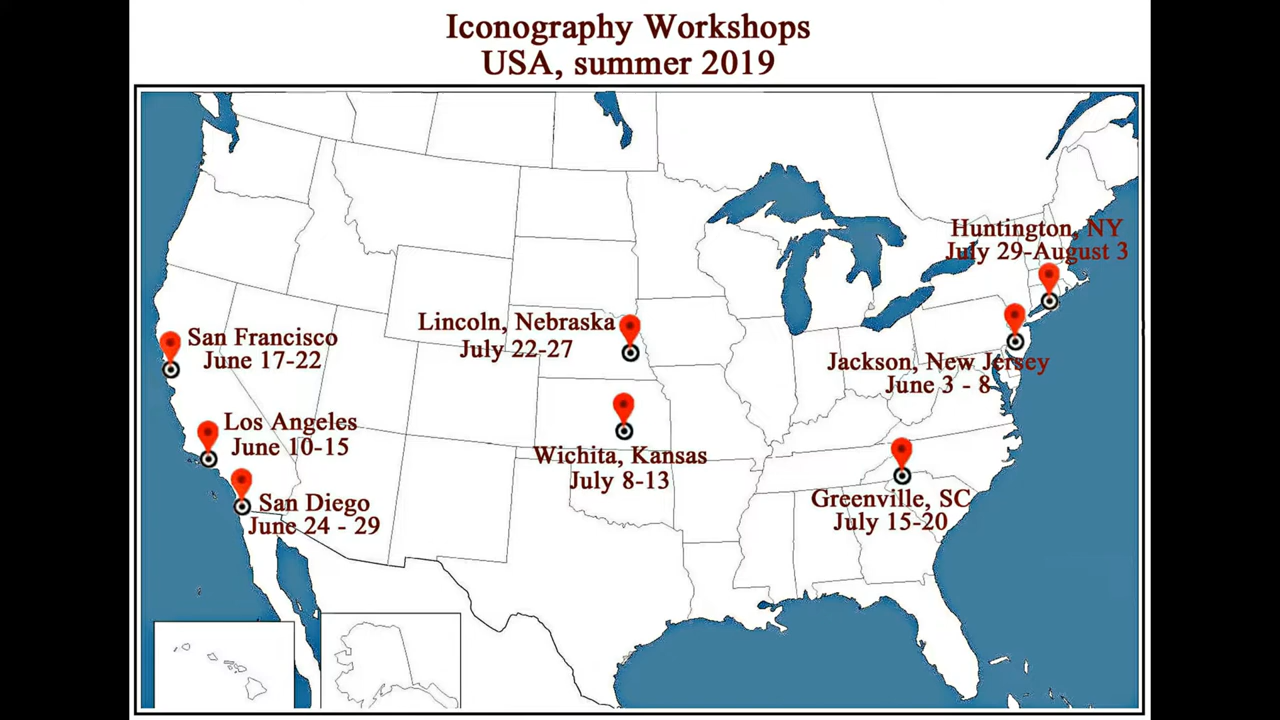 Iconography Workshops
USA, summer 2019
Huntington, NY
July 29-August 3
Lincoln, Nebraska
July 22-27
San Francisco
June 17-22
Jackson, New Jersey
June 3 - 8
Los Angeles
June 10-15
Wichita, Kansas
July 8-13
San Diego
June 24 - 29
Greenville, SC
July 15-20